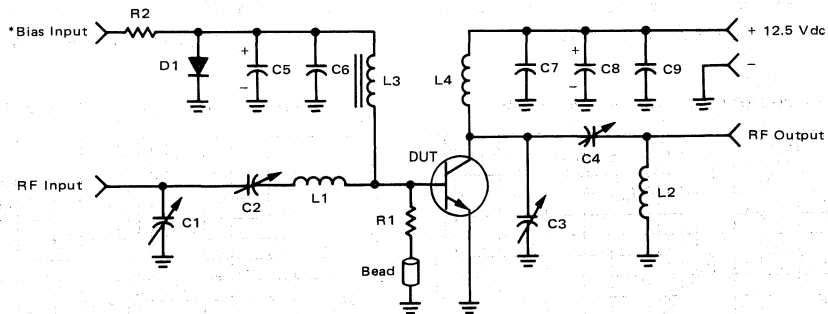 R2
*Bias Input
+ 12.5 Vdc
D1
+
C5
−
C6
L3
L4
C7
+
C8
−
C9
−
RF Output
DUT
C4
RF Input
C2
L1
C1
R1
C3
L2
Bead